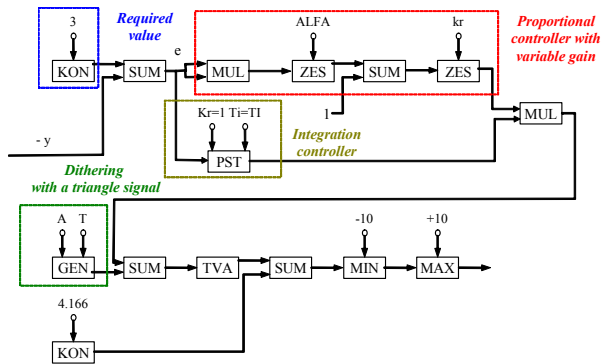 3
Required
value
ALFA
kr
Proportional
controller with
variable gain
KON
SUM
e
MUL
ZES
SUM
ZES
1
MUL
- y
Kr=1 Ti=TI
PST
Integration
controller
Dithering
with a triangle signal
A T
-10
+10
GEN
SUM
TVA
SUM
MIN
MAX
4.166
KON